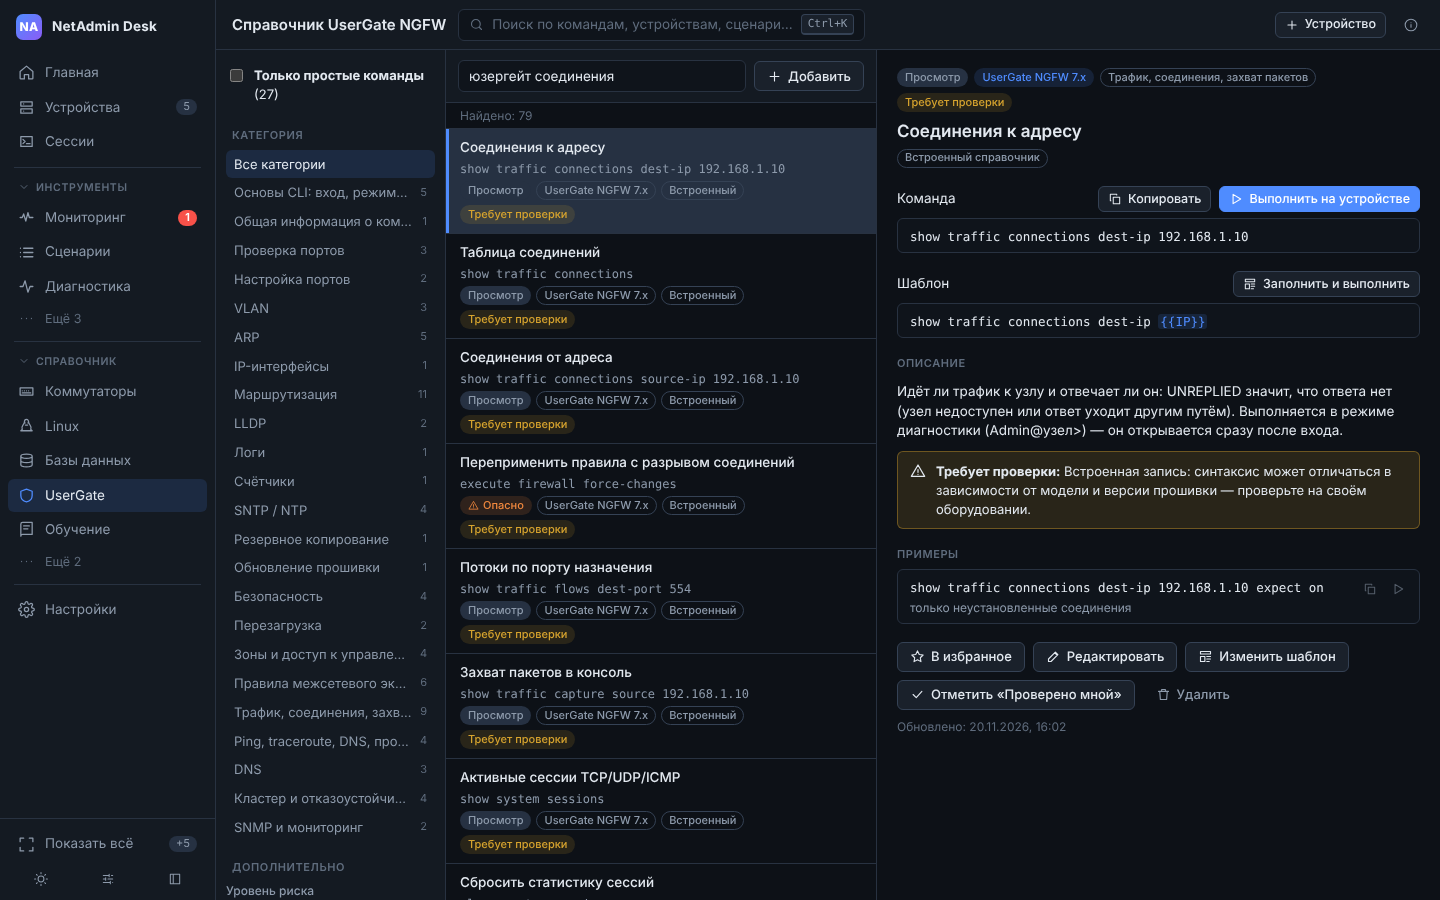 NA NetAdmin Desk
Главная
Устройства 5
Сессии
ИНСТРУМЕНТЫ
Мониторинг 1
Сценарии
Диагностика
Ещё 3
СПРАВОЧНИК
Коммутаторы
Linux
Базы данных
UserGate
Обучение
Ещё 2
Настройки
Показать всё +5
Справочник UserGate NGFW
Поиск по командам, устройствам, сценари... Ctrl+K
Устройство
Только простые команды
(27)
КАТЕГОРИЯ
Все категории
Основы CLI: вход, режим... 5
Общая информация о ком... 1
Проверка портов 3
Настройка портов 2
VLAN 3
ARP 5
IP-интерфейсы 1
Маршрутизация 11
LLDP 2
Логи 1
Счётчики 1
SNTP / NTP 4
Резервное копирование 1
Обновление прошивки 1
Безопасность 4
Перезагрузка 2
Зоны и доступ к управле... 4
Правила межсетевого эк... 6
Трафик, соединения, захв... 9
Ping, traceroute, DNS, про... 4
DNS 3
Кластер и отказоустойчи... 4
SNMP и мониторинг 2
ДОПОЛНИТЕЛЬНО
Уровень риска
юзергейт соединения
Добавить
Найдено: 79
Соединения к адресу
show traffic connections dest-ip 192.168.1.10
Просмотр UserGate NGFW 7.x Встроенный
Требует проверки
Таблица соединений
show traffic connections
Просмотр UserGate NGFW 7.x Встроенный
Требует проверки
Соединения от адреса
show traffic connections source-ip 192.168.1.10
Просмотр UserGate NGFW 7.x Встроенный
Требует проверки
Переприменить правила с разрывом соединений
execute firewall force-changes
Опасно UserGate NGFW 7.x Встроенный
Требует проверки
Потоки по порту назначения
show traffic flows dest-port 554
Просмотр UserGate NGFW 7.x Встроенный
Требует проверки
Захват пакетов в консоль
show traffic capture source 192.168.1.10
Просмотр UserGate NGFW 7.x Встроенный
Требует проверки
Активные сессии TCP/UDP/ICMP
show system sessions
Просмотр UserGate NGFW 7.x Встроенный
Требует проверки
Сбросить статистику сессий
Просмотр UserGate NGFW 7.x Трафик, соединения, захват пакетов
Требует проверки
Соединения к адресу
Встроенный справочник
Команда Копировать Выполнить на устройстве
show traffic connections dest-ip 192.168.1.10
Шаблон Заполнить и выполнить
show traffic connections dest-ip {{IP}}
ОПИСАНИЕ
Идёт ли трафик к узлу и отвечает ли он: UNREPLIED значит, что ответа нет
(узел недоступен или ответ уходит другим путём). Выполняется в режиме
диагностики (Admin@узел>) — он открывается сразу после входа.
Требует проверки: Встроенная запись: синтаксис может отличаться в
зависимости от модели и версии прошивки — проверьте на своём
оборудовании.
ПРИМЕРЫ
show traffic connections dest-ip 192.168.1.10 expect on
только неустановленные соединения
В избранное Редактировать Изменить шаблон
Отметить «Проверено мной» Удалить
Обновлено: 20.11.2026, 16:02